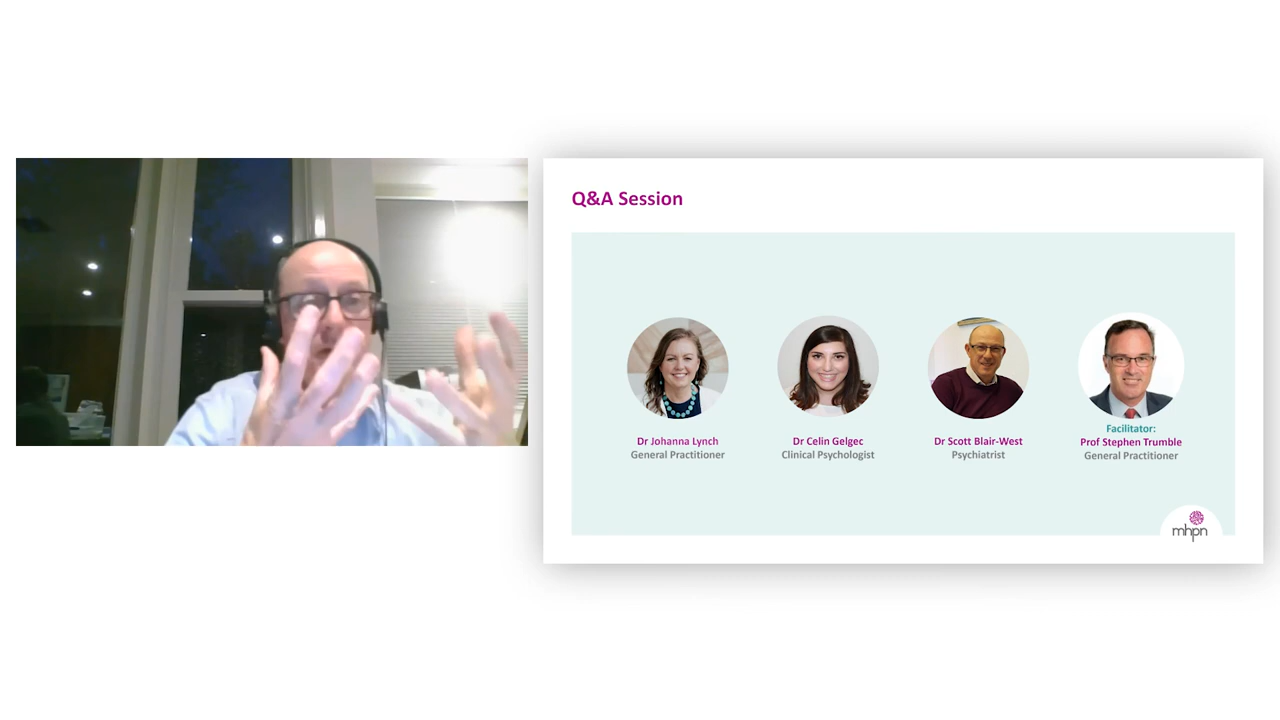 Q&A Session
Dr Johanna Lynch
General Practitioner
Dr Celin Gelgec
Clinical Psychologist
Dr Scott Blair-West
Psychiatrist
Facilitator:
Prof Stephen Trumble
General Practitioner
mhpn